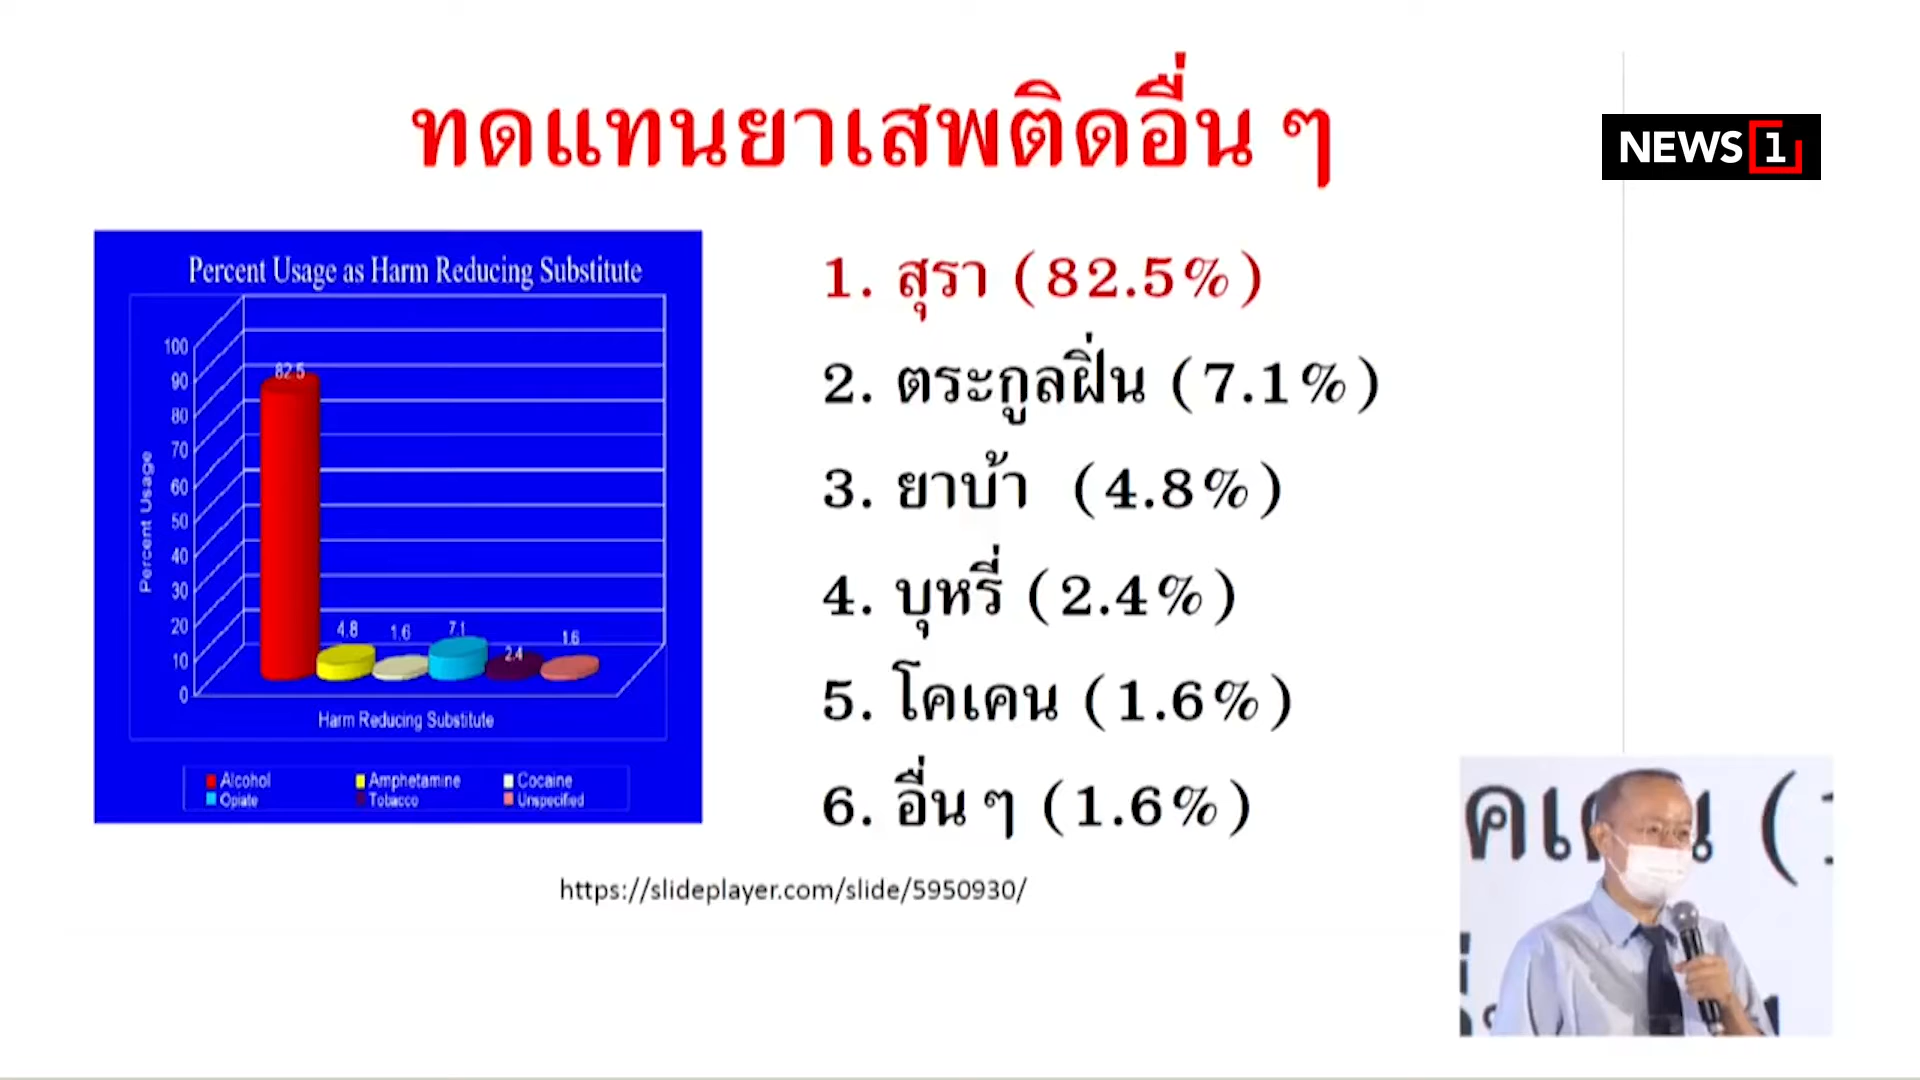 ทดแทนยาเสพติดอื่น ๆ
NEWS 1
Percent Usage as Harm Reducing Substitute
100
90
80
70
60
50
40
30
20
10
0
Percent Usage
82.5
4.8
1.6
7.1
2.4
1.6
Harm Reducing Substitute
Alcohol
Amphetamine
Cocaine
Opiate
Tobacco
Unspecified
1. สุรา (82.5%)
2. ตระกูลฝิ่น (7.1%)
3. ยาบ้า (4.8%)
4. บุหรี่ (2.4%)
5. โคเคน (1.6%)
6. อื่น ๆ (1.6%)
https://slideplayer.com/slide/5950930/